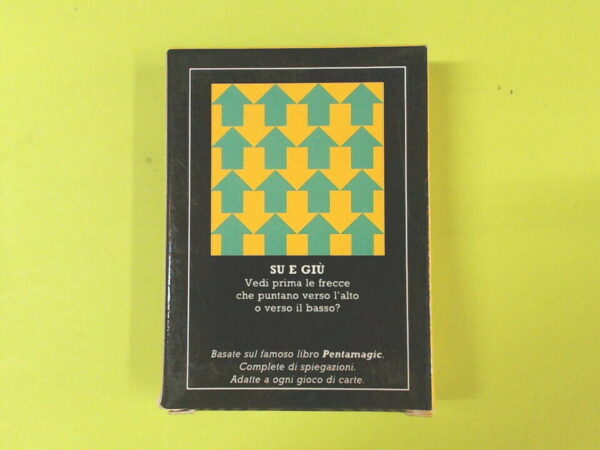 SU E GIÙ
Vedi prima le frecce
che puntano verso l'alto
o verso il basso?
Basate sul famoso libro Pentamagic.
Complete di spiegazioni.
Adatte a ogni gioco di carte.